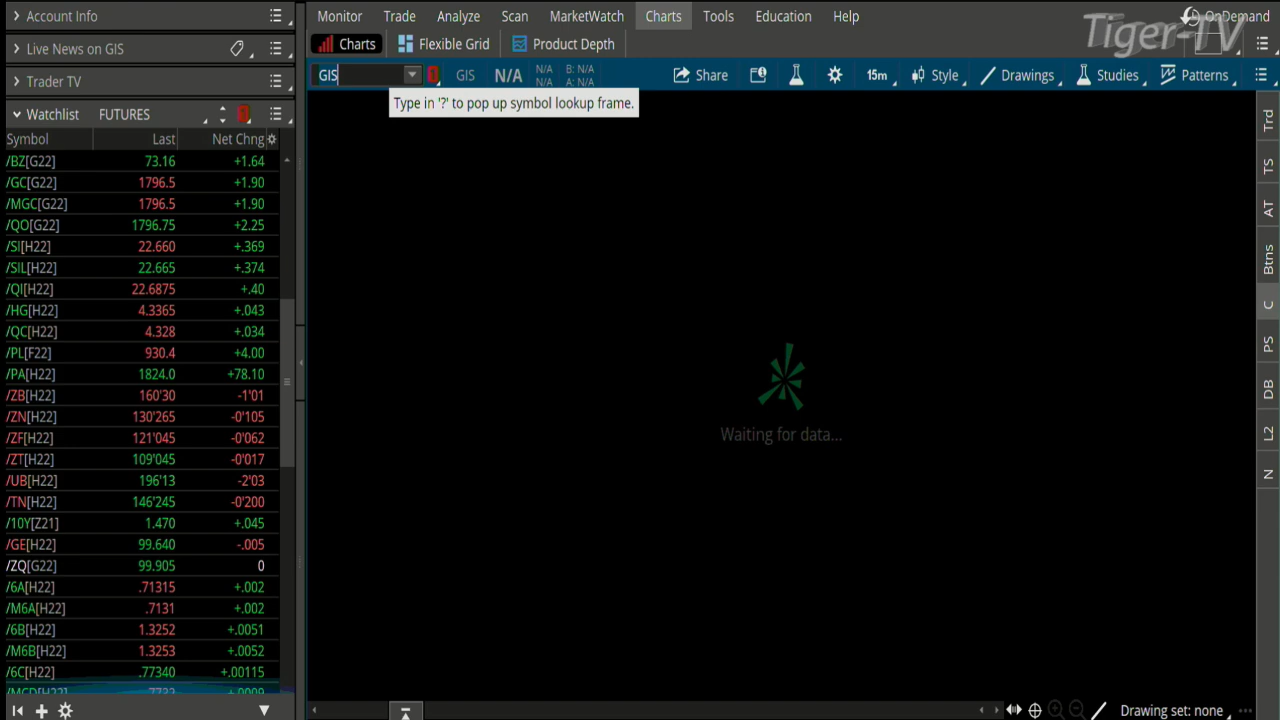 Account Info
Live News on GIS
Trader TV
Watchlist FUTURES
Symbol Last Net Chng
/BZ[G22] 73.16 +1.64
/GC[G22] 1796.5 +1.90
/MGC[G22] 1796.5 +1.90
/QO[G22] 1796.75 +2.25
/SI[H22] 22.660 +.369
/SIL[H22] 22.665 +.374
/QI[H22] 22.6875 +.40
/HG[H22] 4.3365 +.043
/QC[H22] 4.328 +.034
/PL[F22] 930.4 +4.00
/PA[H22] 1824.0 +78.10
/ZB[H22] 160'30 -1'01
/ZN[H22] 130'265 -0'105
/ZF[H22] 121'045 -0'062
/ZT[H22] 109'045 -0'017
/UB[H22] 196'13 -2'03
/TN[H22] 146'245 -0'200
/10Y[Z21] 1.470 +.045
/GE[H22] 99.640 -.005
/ZQ[G22] 99.905 0
/6A[H22] .71315 +.002
/M6A[H22] .7131 +.002
/6B[H22] 1.3252 +.0051
/M6B[H22] 1.3253 +.0052
/6C[H22] .77340 +.00115
/MCD[H22] .7732 +.0009
Monitor Trade Analyze Scan MarketWatch Charts Tools Education Help
OnDemand
Tiger-TV
Charts Flexible Grid Product Depth
GIS GIS N/A N/A B: N/A Share 15m Style Drawings Studies Patterns
N/A A: N/A
Type in '?' to pop up symbol lookup frame.
Waiting for data...
Trd
TS
AT
Btns
C
PS
DB
L2
N
Drawing set: none